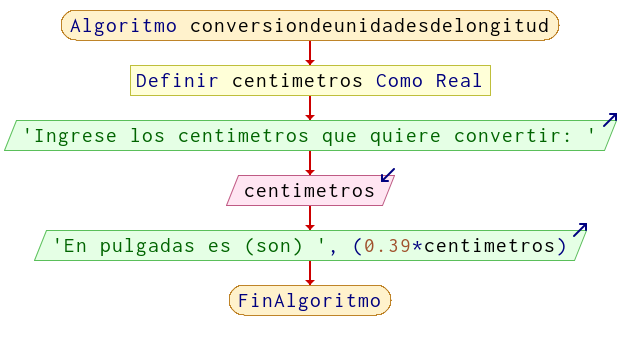 Algoritmo conversiondeunidadesdelongitud
Definir centimetros Como Real
'Ingrese los centimetros que quiere convertir: '
centimetros
'En pulgadas es (son) ', (0.39*centimetros)
FinAlgoritmo